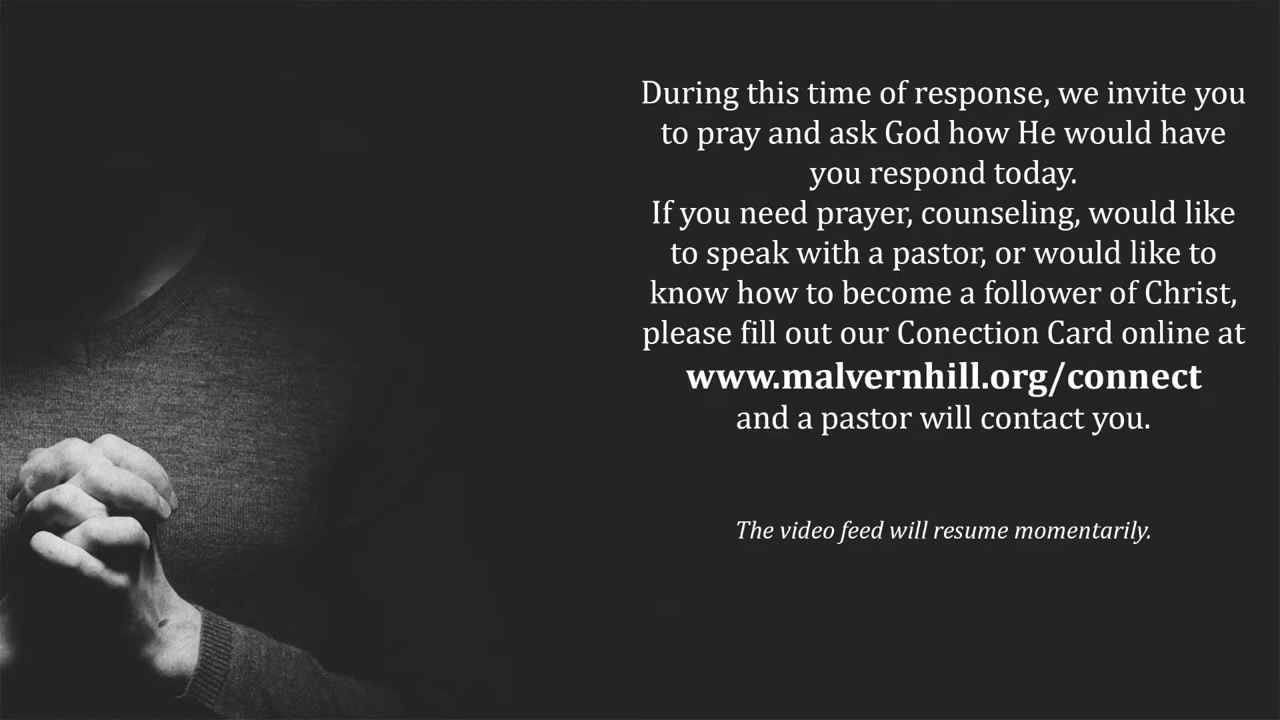 During this time of response, we invite you
to pray and ask God how He would have
you respond today.
If you need prayer, counseling, would like
to speak with a pastor, or would like to
know how to become a follower of Christ,
please fill out our Conection Card online at
www.malvernhill.org/connect
and a pastor will contact you.
The video feed will resume momentarily.